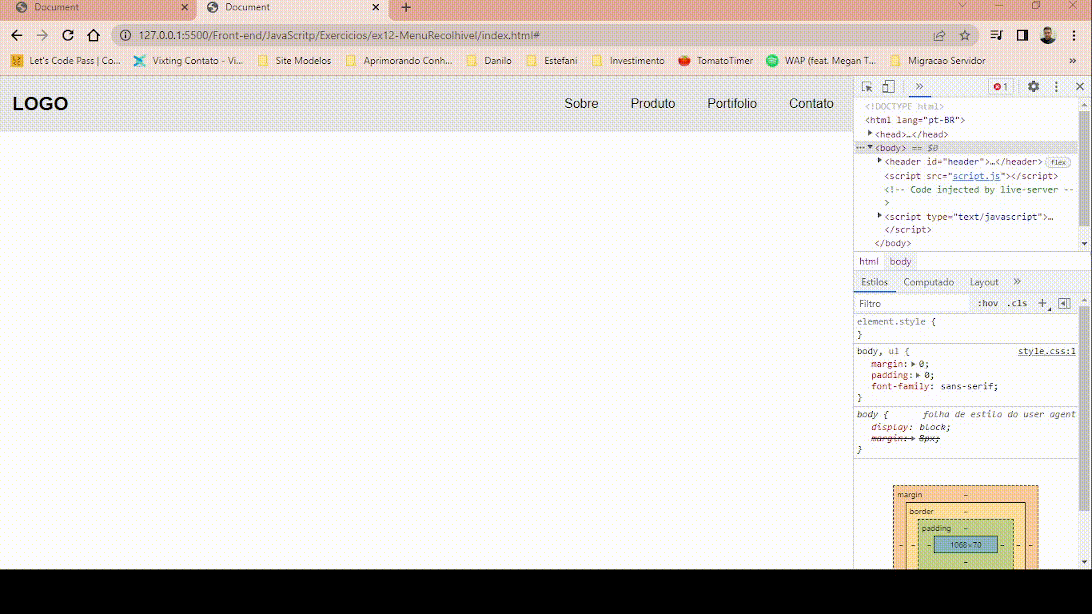 Document
Document
127.0.0.1:5500/Front-end/JavaScritp/Exercicios/ex12-MenuRecolhivel/index.html#
Let's Code Pass | Co... Vixting Contato - Vi... Site Modelos Aprimorando Conh... Danilo Estefani Investimento TomatoTimer WAP (feat. Megan T... Migracao Servidor »
LOGO Sobre Produto Portifolio Contato
» 1
<!DOCTYPE html>
<html lang="pt-BR">
<head>…</head>
<body> == $0
<header id="header">…</header> flex
<script src="script.js"></script>
<!-- Code injected by live-server --
>
<script type="text/javascript">…
</script>
</body>
html body
Estilos Computado Layout »
Filtro :hov .cls +
element.style {
}
body, ul { style.css:1
margin: 0;
padding: 0;
font-family: sans-serif;
}
body { folha de estilo do user agent
display: block;
margin: 8px;
}
margin -
border -
padding -
- - - 1068×70 - - -
-